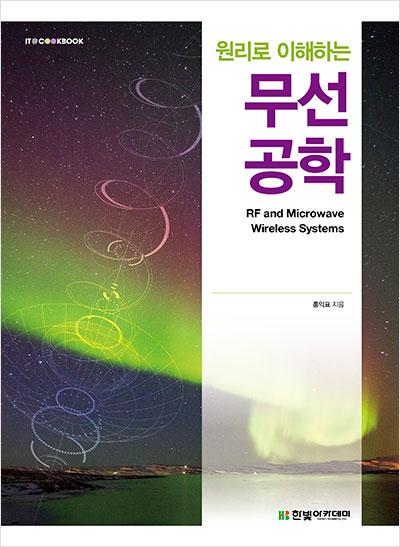 IT@COOKBOOK
원리로 이해하는
무선
공학
RF and Microwave
Wireless Systems
홍익표 지음
HB 한빛아카데미